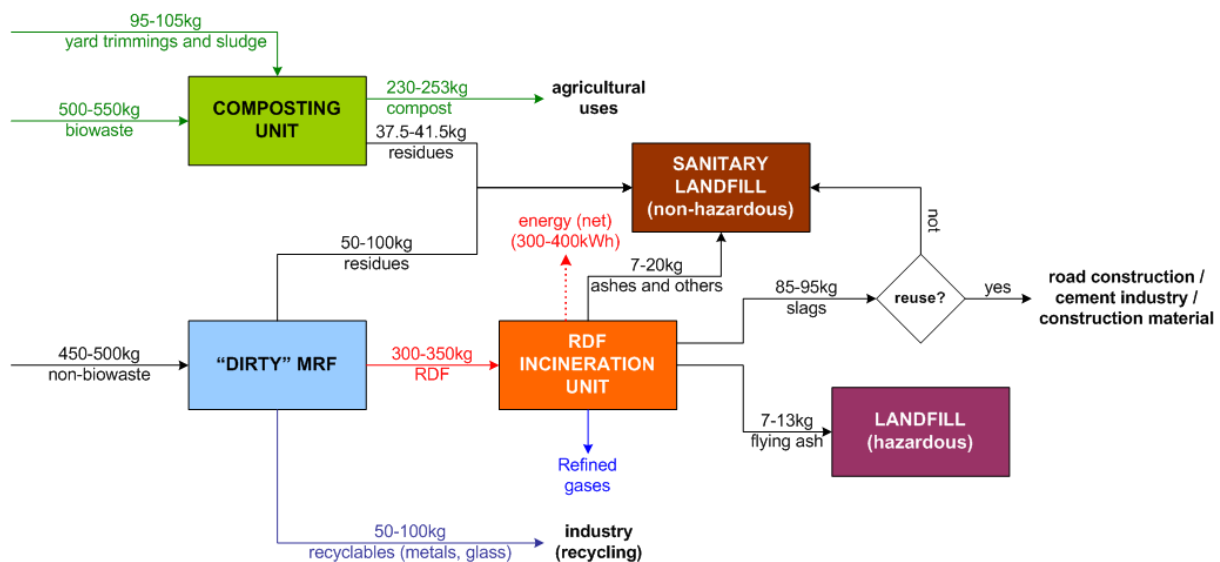 95-105kg
yard trimmings and sludge
500-550kg
biowaste
COMPOSTING
UNIT
230-253kg
compost
agricultural
uses
37.5-41.5kg
residues
SANITARY
LANDFILL
(non-hazardous)
energy (net)
(300-400kWh)
50-100kg
residues
7-20kg
ashes and others
not
85-95kg
slags
reuse?
yes
road construction /
cement industry /
construction material
450-500kg
non-biowaste
“DIRTY” MRF
300-350kg
RDF
RDF
INCINERATION
UNIT
7-13kg
flying ash
LANDFILL
(hazardous)
Refined
gases
50-100kg
recyclables (metals, glass)
industry
(recycling)